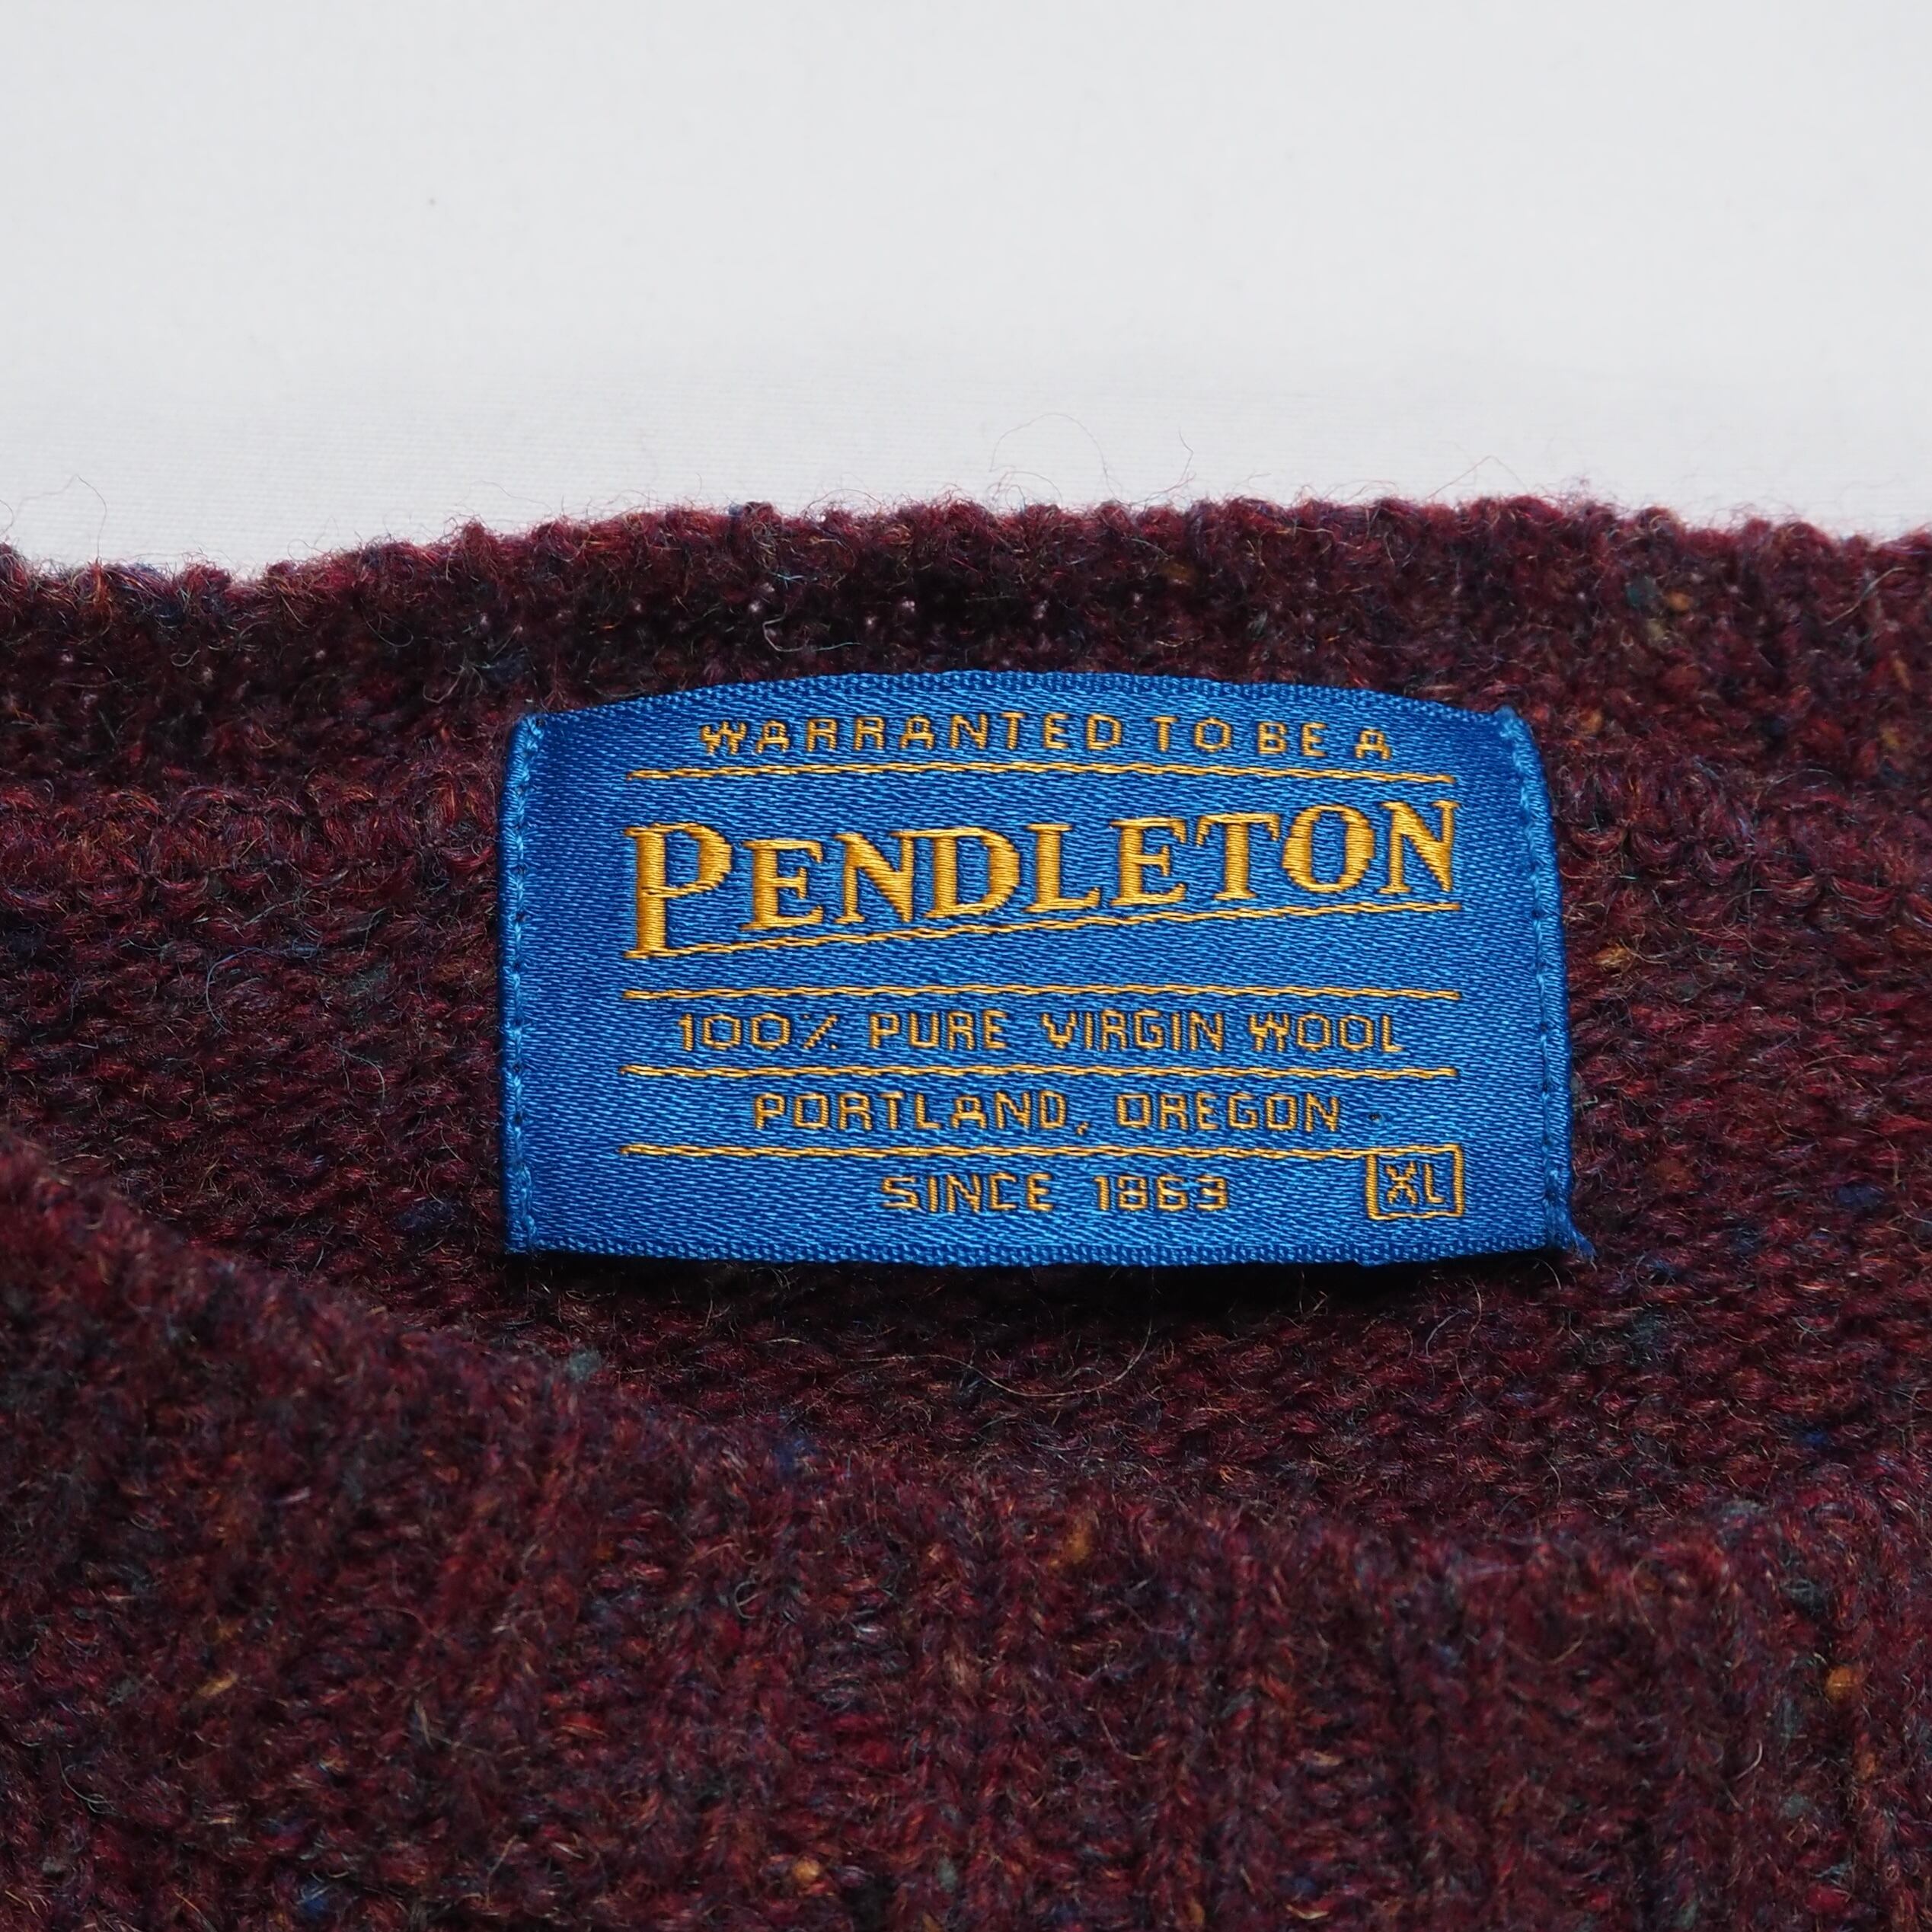 WARRANTED TO BE A
PENDLETON
100% PURE VIRGIN WOOL
PORTLAND, OREGON
SINCE 1863 XL